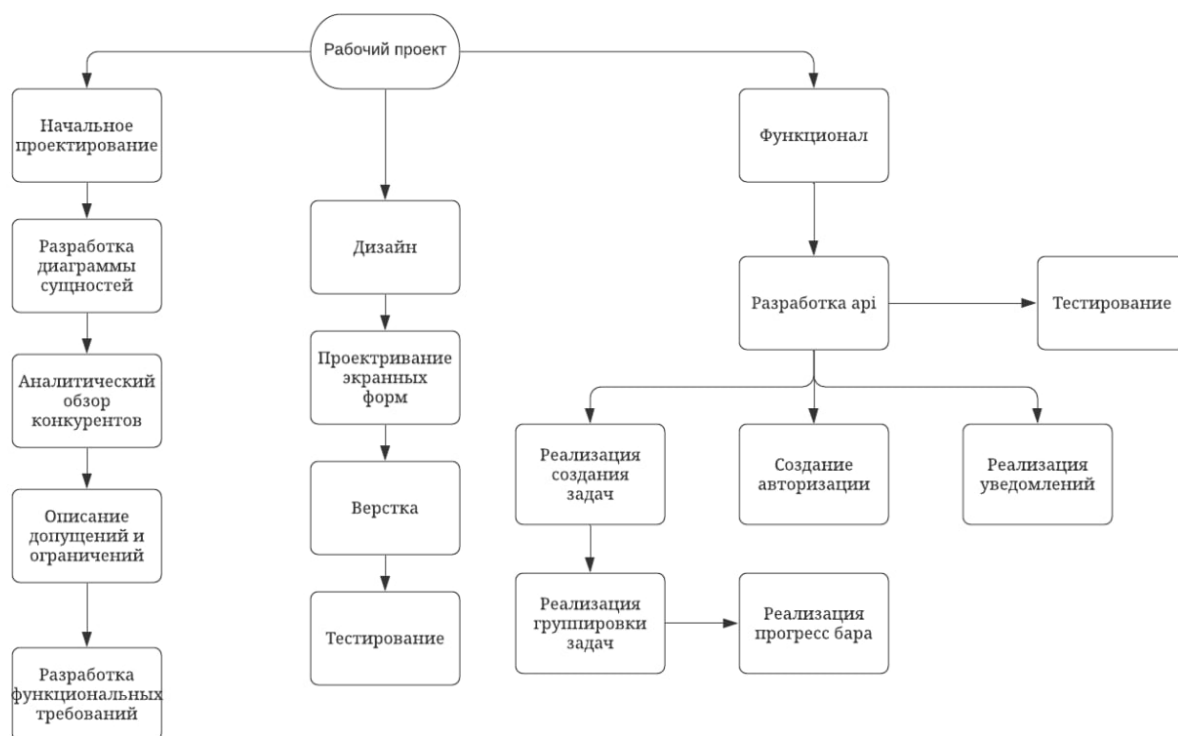 Рабочий проект
Начальное
проектирование
Функционал
Разработка
диаграммы
сущностей
Дизайн
Разработка api
Тестирование
Аналитический
обзор
конкурентов
Проектривание
экранных
форм
Реализация
создания
задач
Создание
авторизации
Реализация
уведомлений
Описание
допущений и
ограничений
Верстка
Тестирование
Реализация
группировки
задач
Реализация
прогресс бара
Разработка
функциональных
требований